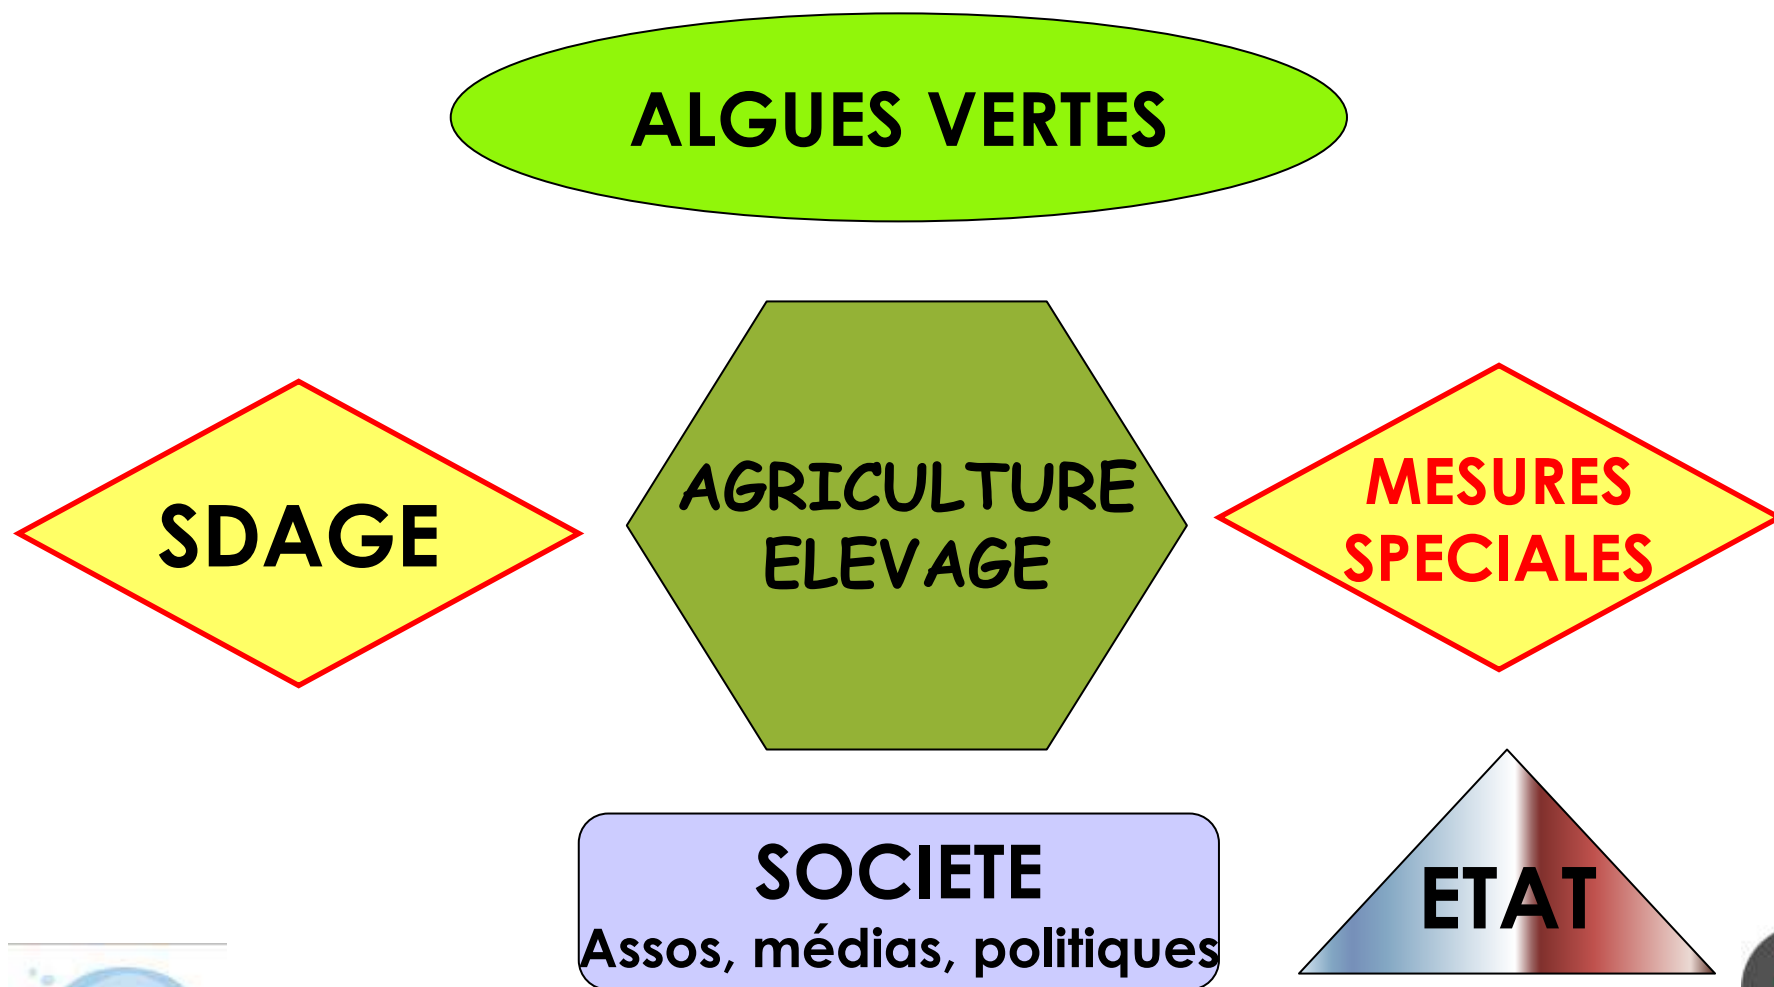 ALGUES VERTES
SDAGE
AGRICULTURE
ELEVAGE
MESURES
SPECIALES
SOCIETE
Assos, médias, politiques
ETAT